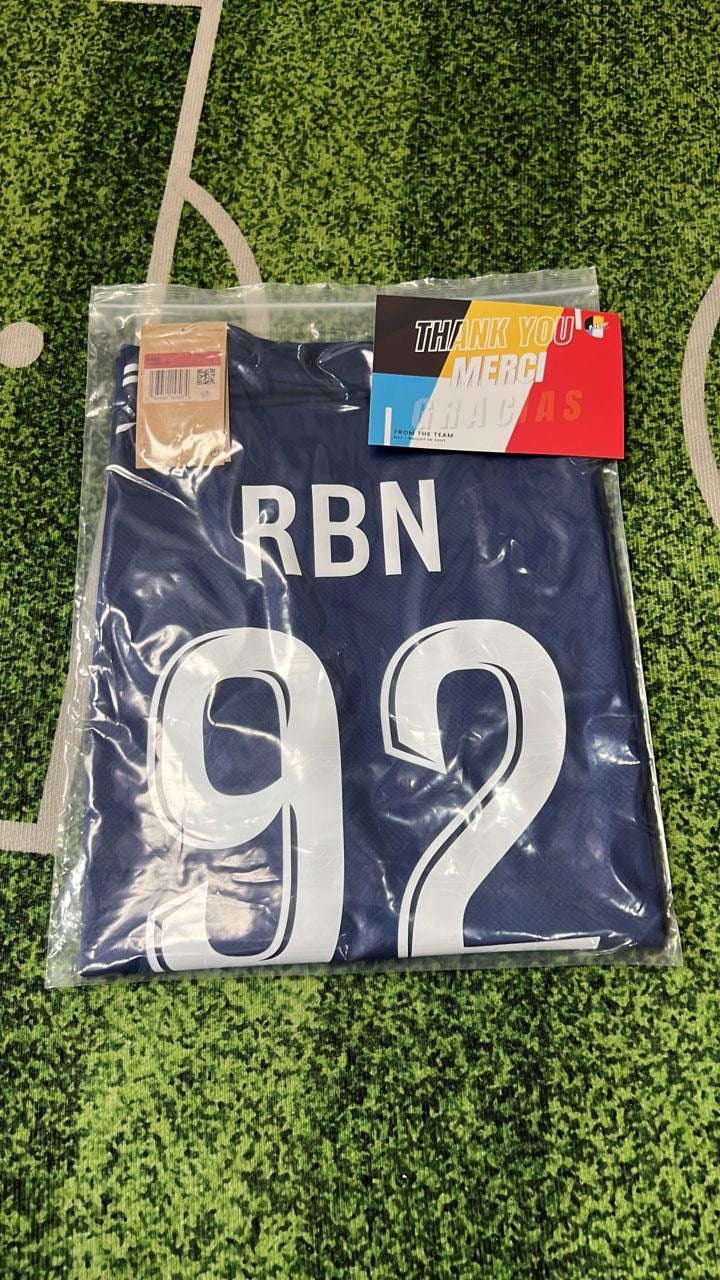 THANK YOU
MERCI
GRACIAS
FROM THE TEAM
RBN
92